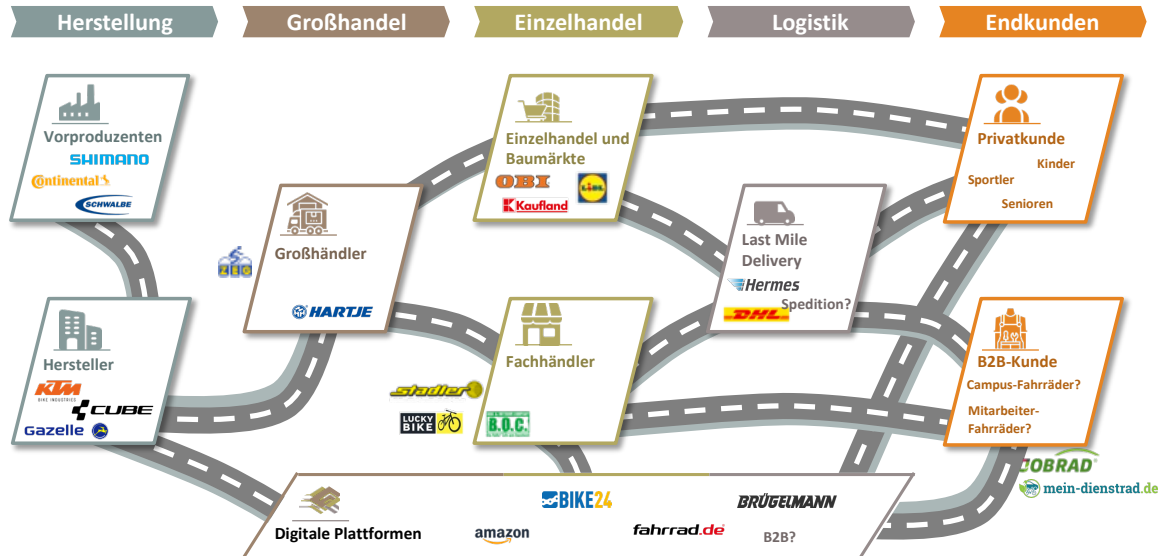 Herstellung
Großhandel
Einzelhandel
Logistik
Endkunden
Vorproduzenten
SHIMANO
Continental
SCHWALBE
Einzelhandel und
Baumärkte
OBI
LIDL
Kaufland
Privatkunde
Kinder
Sportler
Senioren
Großhändler
ZEG
HARTJE
Last Mile
Delivery
Hermes
Spedition?
DHL
Hersteller
KTM
BIKE INDUSTRIES
CUBE
Gazelle
Fachhändler
stadler
LUCKY
BIKE
B.O.C.
B2B-Kunde
Campus-Fahrräder?
Mitarbeiter-
Fahrräder?
COBRAD
mein-dienstrad.de
Digitale Plattformen
BIKE24
amazon
fahrrad.de
BRÜGELMANN
B2B?